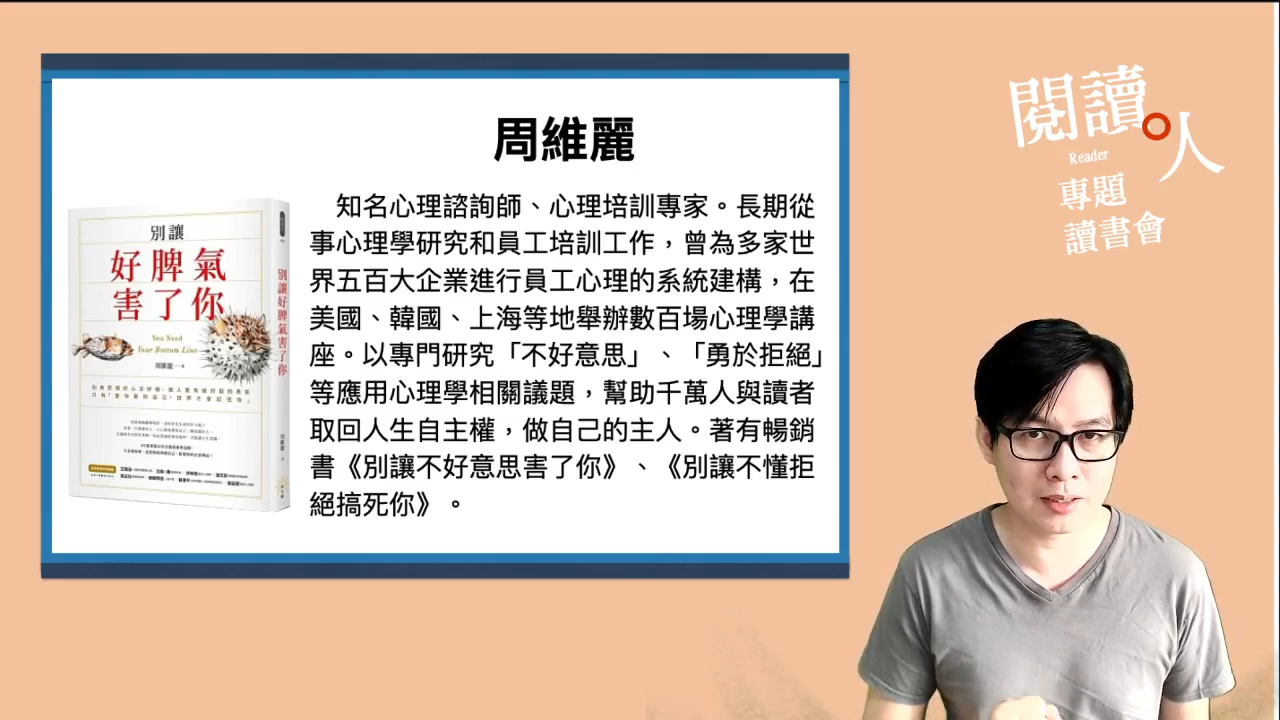 周維麗
知名心理諮詢師、心理培訓專家。長期從
事心理學研究和員工培訓工作，曾為多家世
界五百大企業進行員工心理的系統建構，在
美國、韓國、上海等地舉辦數百場心理學講
座。以專門研究「不好意思」、「勇於拒絕」
等應用心理學相關議題，幫助千萬人與讀者
取回人生自主權，做自己的主人。著有暢銷
書《別讓不好意思害了你》、《別讓不懂拒
絕搞死你》。
別讓
好脾氣
害了你
You Need
Your Bottom Line
周維麗
別讓好脾氣害了你
周維麗
閱讀人
Reader
專題
讀書會